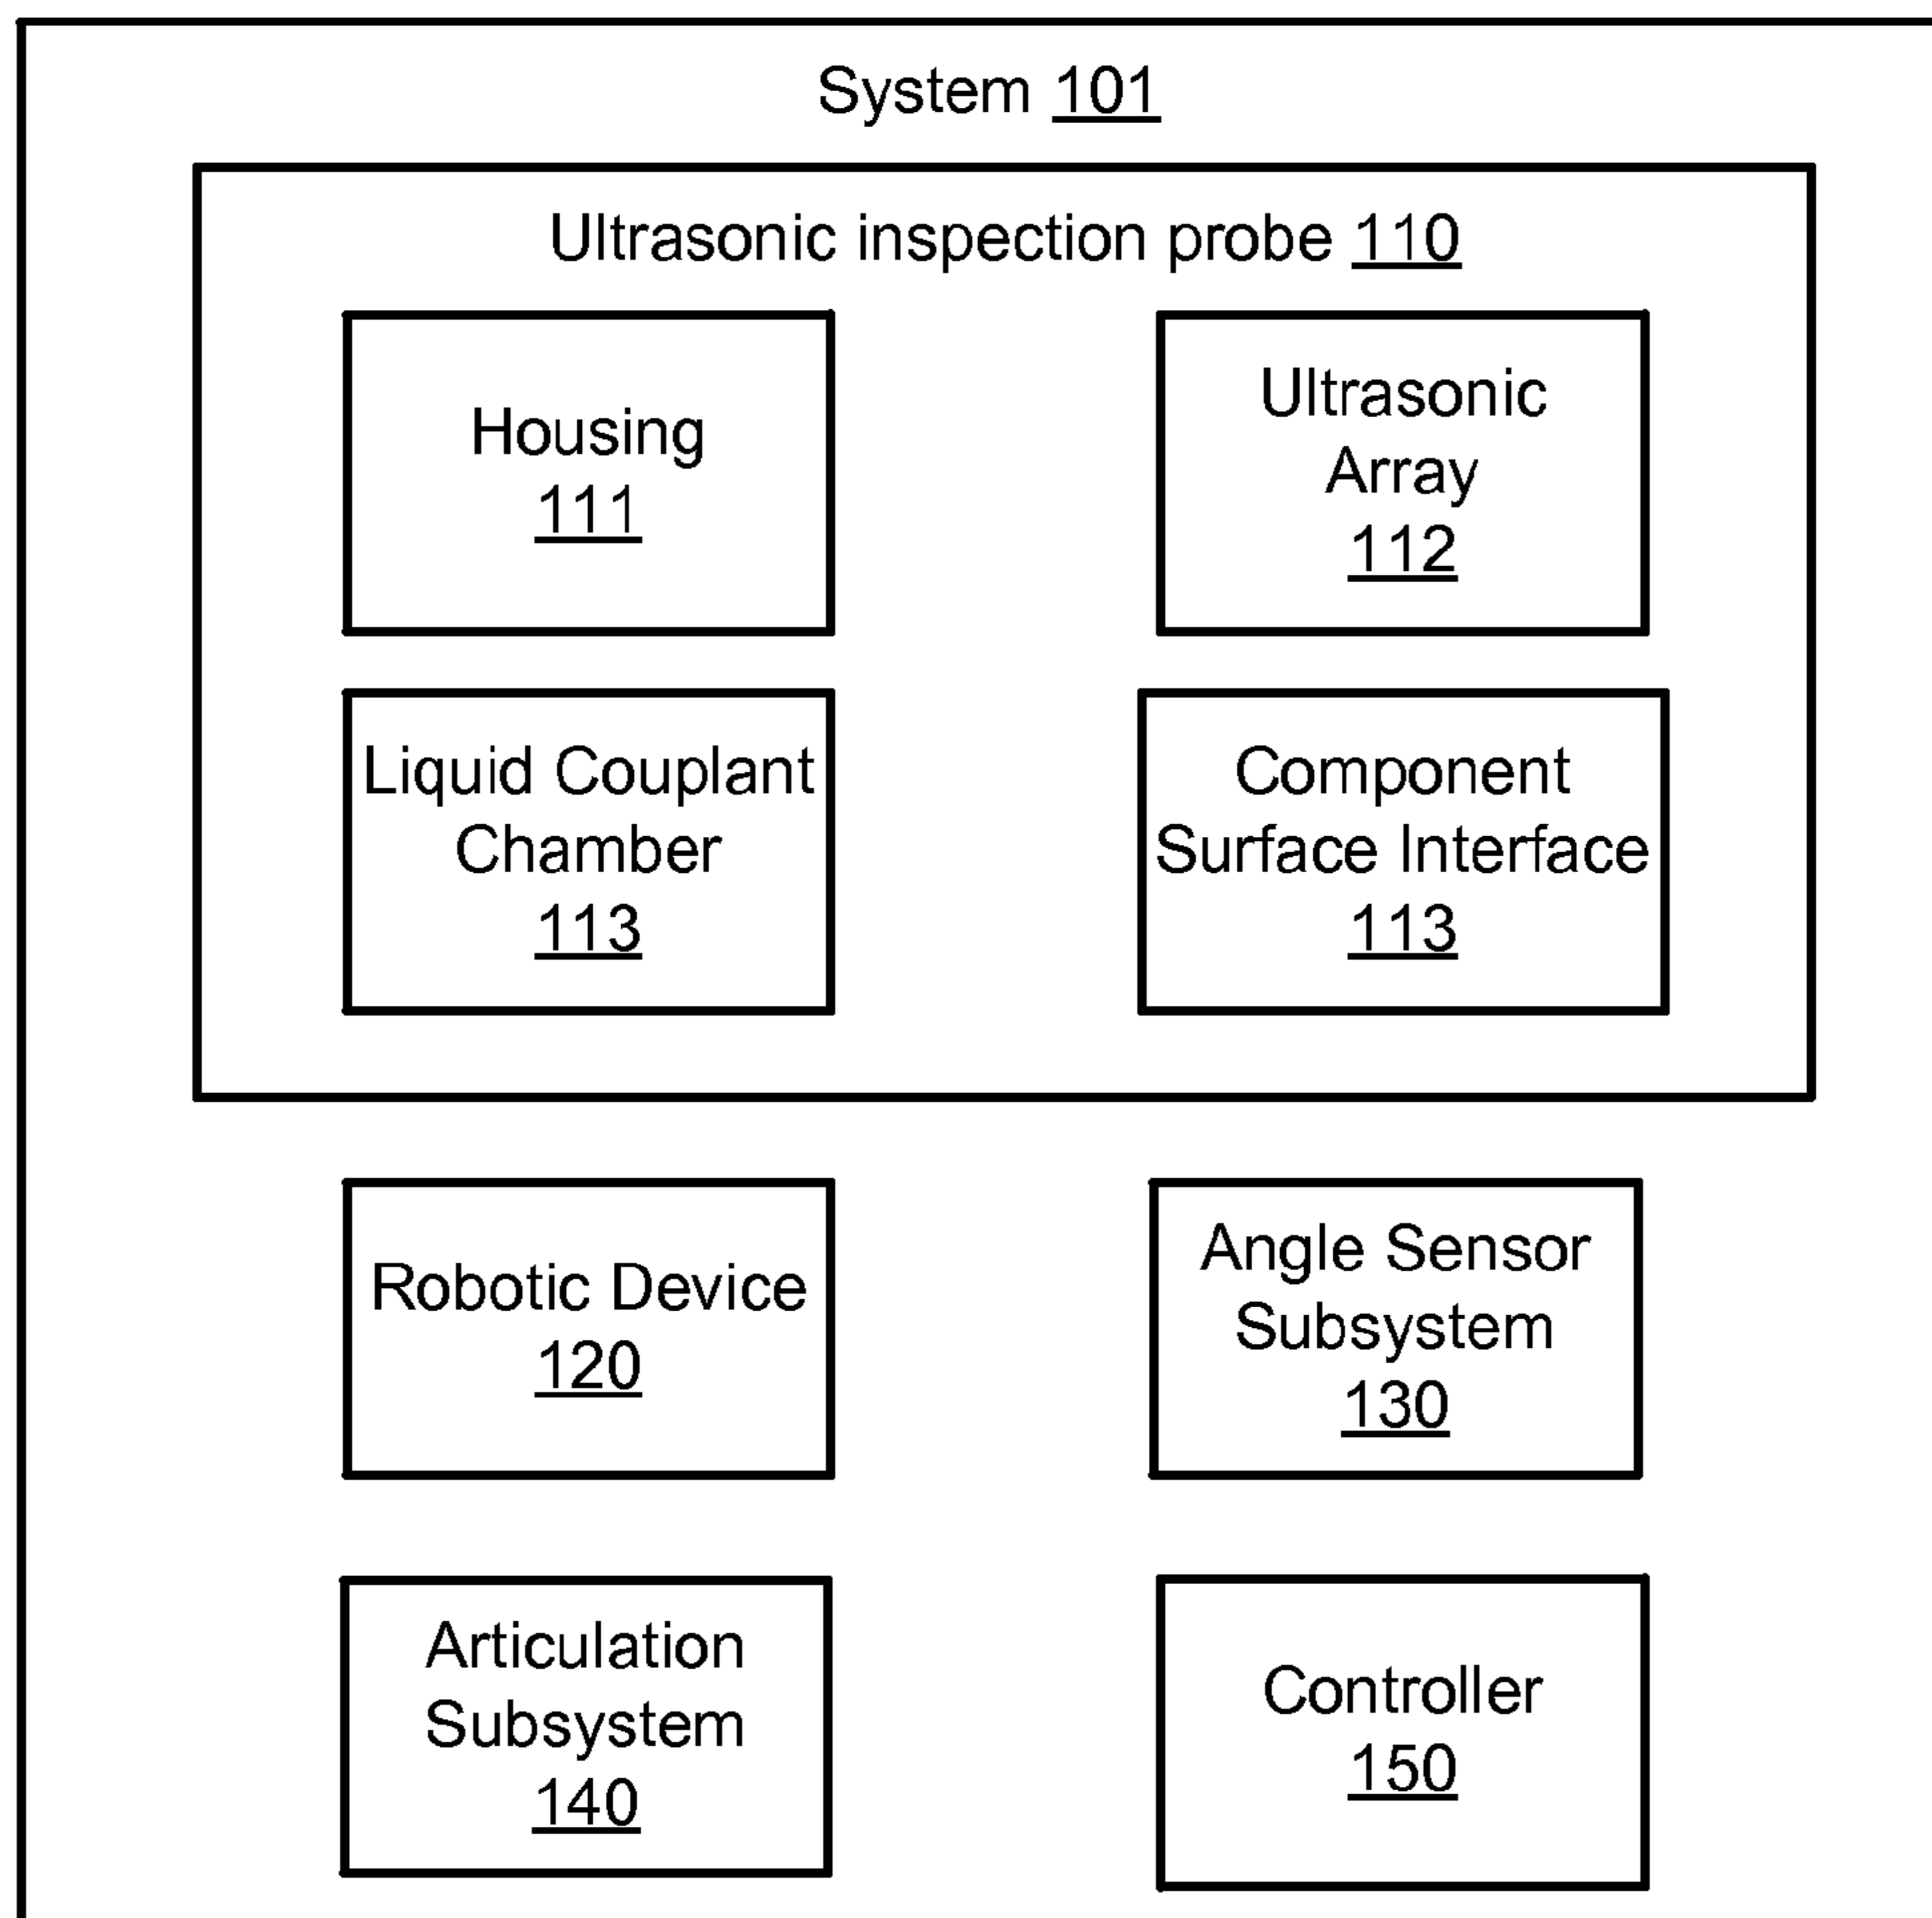 System 101
Ultrasonic inspection probe 110
Housing
111
Ultrasonic
Array
112
Liquid Couplant
Chamber
113
Component
Surface Interface
113
Robotic Device
120
Angle Sensor
Subsystem
130
Articulation
Subsystem
140
Controller
150